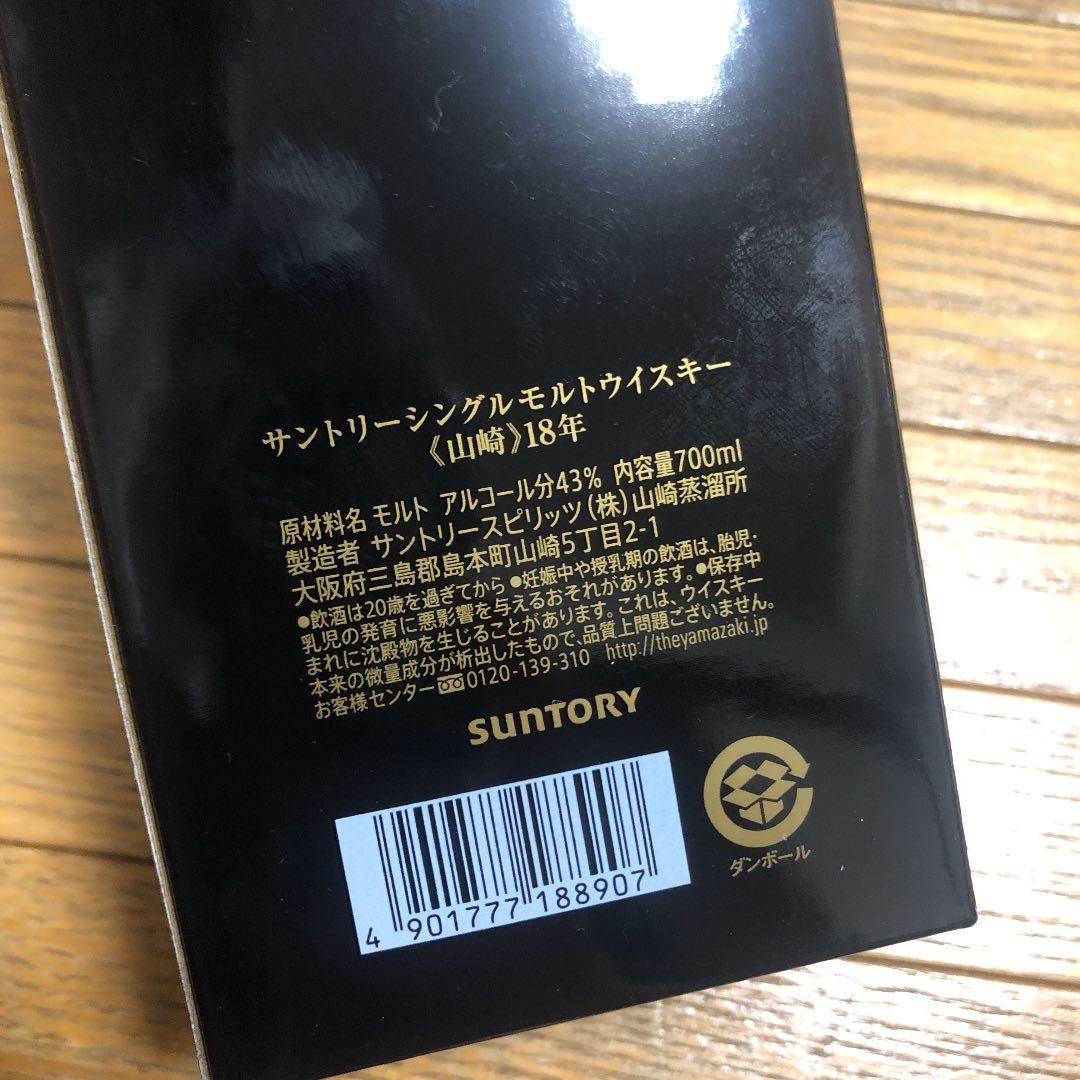 サントリーシングルモルトウイスキー
《山崎》18年
原材料名 モルト アルコール分43% 内容量700ml
製造者 サントリースピリッツ(株)山崎蒸溜所
大阪府三島郡島本町山崎5丁目2-1
●飲酒は20歳を過ぎてから ●妊娠中や授乳期の飲酒は、胎児・
乳児の発育に悪影響を与えるおそれがあります。●保存中
まれに沈殿物を生じることがあります。これは、ウイスキー
本来の微量成分が析出したもので、品質上問題ございません。
お客様センター 0120-139-310 http://theyamazaki.jp
SUNTORY
4 901777 188907
ダンボール